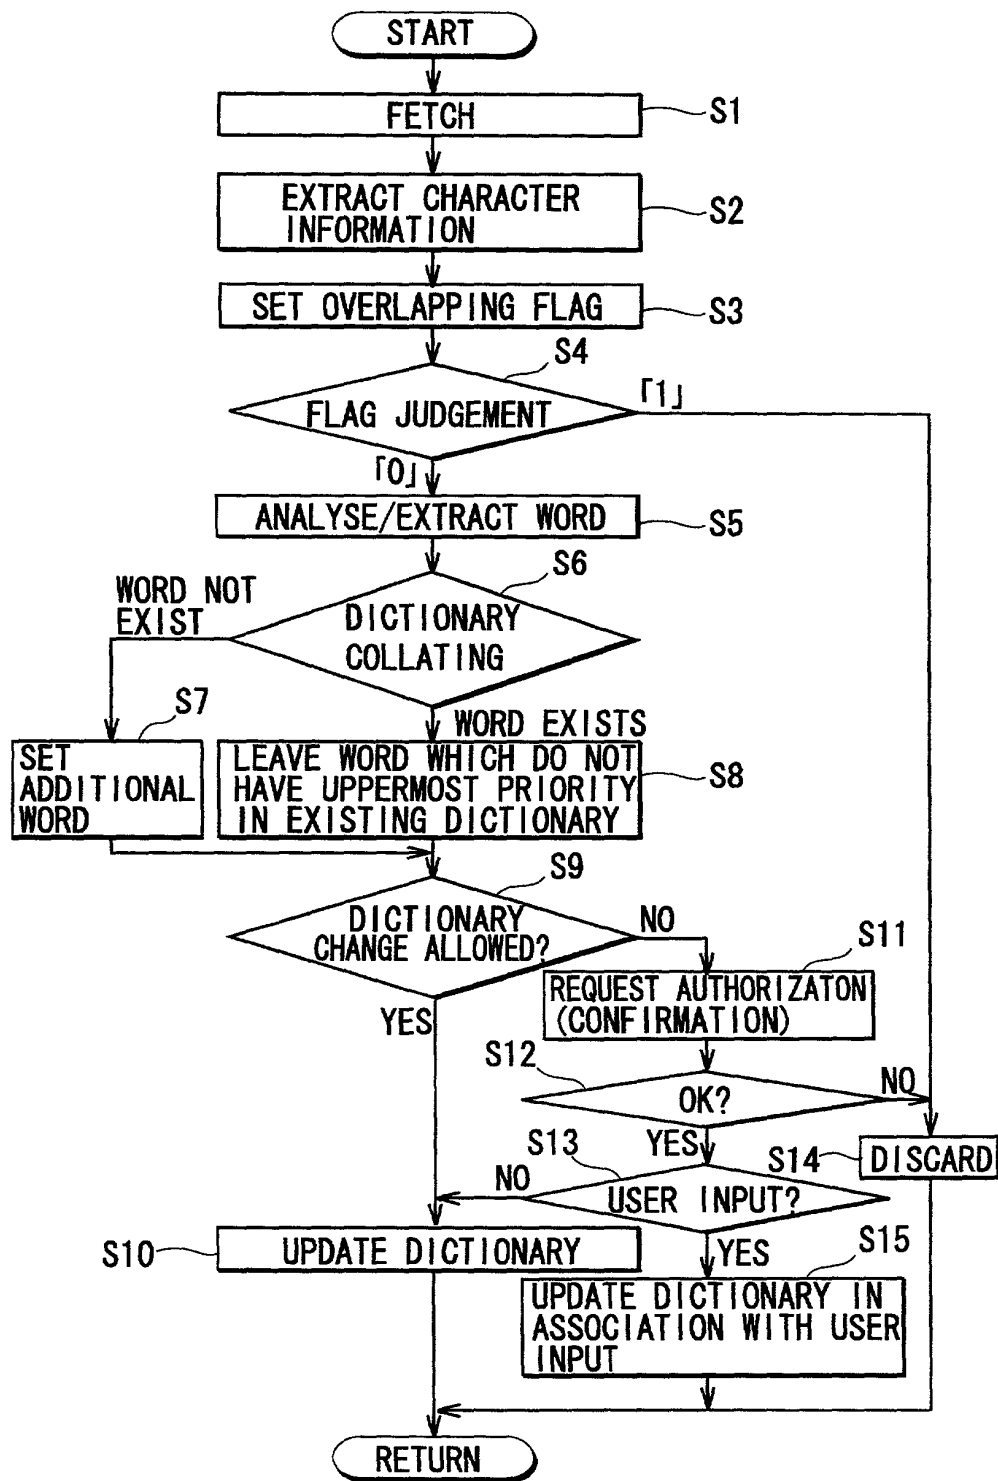 START
FETCH
S1
EXTRACT CHARACTER
INFORMATION
S2
SET OVERLAPPING FLAG
S3
S4
FLAG JUDGEMENT
「1」
「0」
ANALYSE/EXTRACT WORD
S5
S6
WORD NOT
EXIST
DICTIONARY
COLLATING
S7
WORD EXISTS
SET
ADDITIONAL
WORD
LEAVE WORD WHICH DO NOT
HAVE UPPERMOST PRIORITY
IN EXISTING DICTIONARY
S8
S9
DICTIONARY
CHANGE ALLOWED?
NO
S11
REQUEST AUTHORIZATON
(CONFIRMATION)
YES
S12
OK?
NO
YES
S13
S14
DISCARD
NO
USER INPUT?
S10
UPDATE DICTIONARY
YES
S15
UPDATE DICTIONARY IN
ASSOCIATION WITH USER
INPUT
RETURN